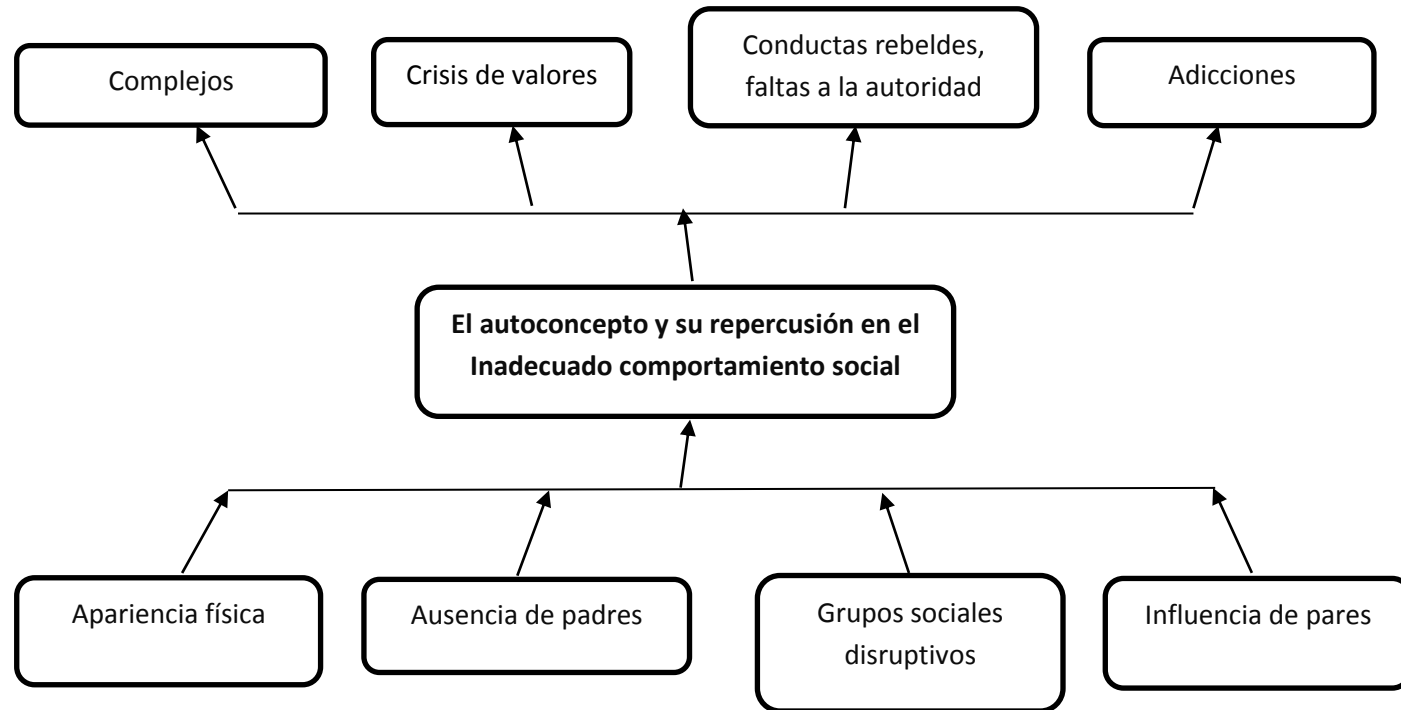 Complejos
Crisis de valores
Conductas rebeldes,
faltas a la autoridad
Adicciones
El autoconcepto y su repercusión en el
Inadecuado comportamiento social
Apariencia física
Ausencia de padres
Grupos sociales
disruptivos
Influencia de pares